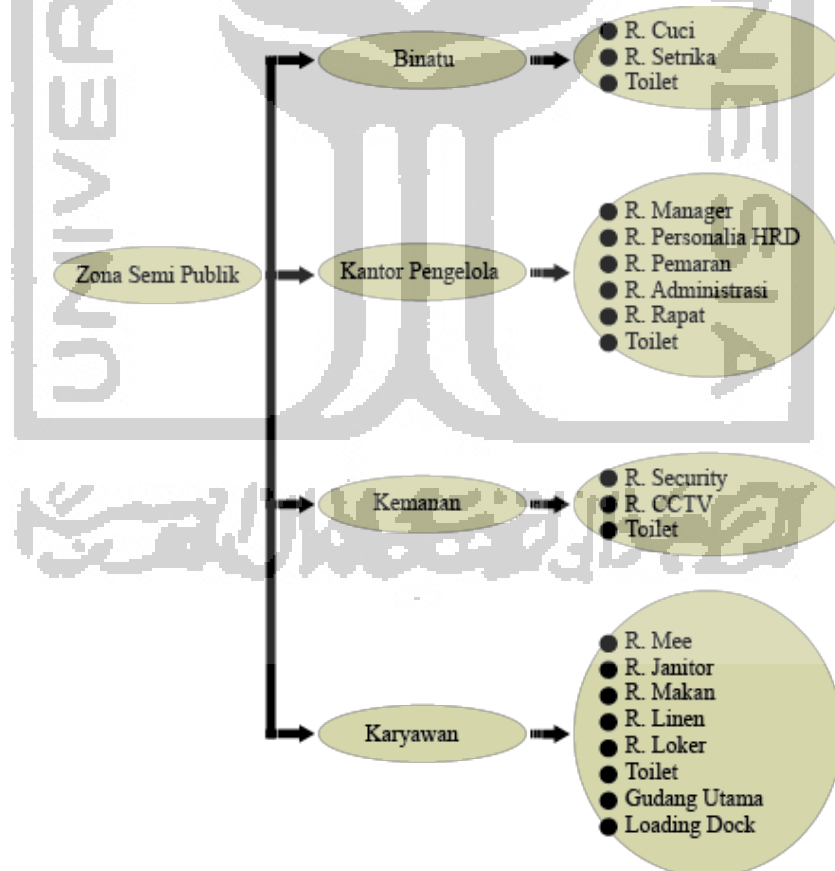 Zona Semi Publik
Binatu
R. Cuci
R. Setrika
Toilet
Kantor Pengelola
R. Manager
R. Personalia HRD
R. Pemaran
R. Administrasi
R. Rapat
Toilet
Kemanan
R. Security
R. CCTV
Toilet
Karyawan
R. Mee
R. Janitor
R. Makan
R. Linen
R. Loker
Toilet
Gudang Utama
Loading Dock